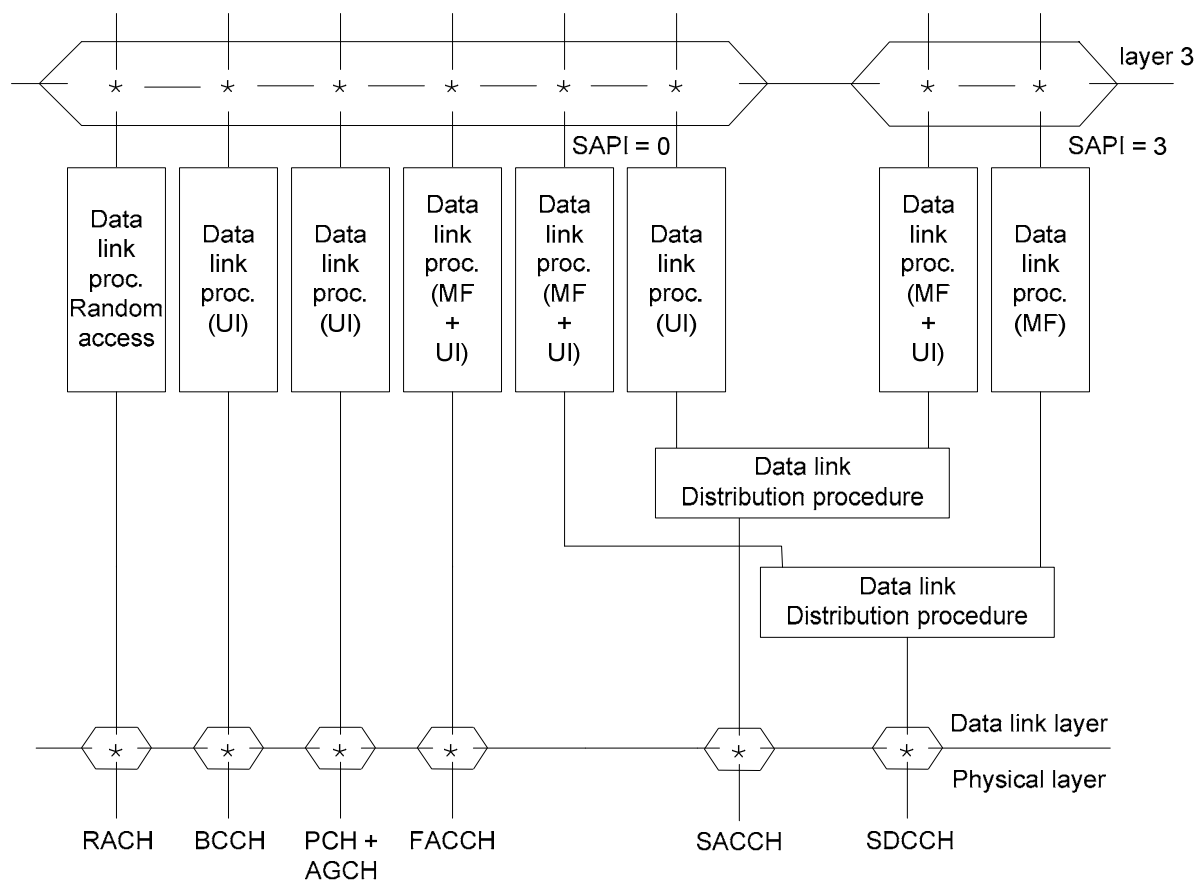 layer 3
SAPI = 0
SAPI = 3
Data
link
proc.
Random
access
Data
link
proc.
(UI)
Data
link
proc.
(UI)
Data
link
proc.
(MF
+
UI)
Data
link
proc.
(MF
+
UI)
Data
link
proc.
(UI)
Data
link
proc.
(MF
+
UI)
Data
link
proc.
(MF)
Data link
Distribution procedure
Data link
Distribution procedure
Data link layer
Physical layer
RACH
BCCH
PCH +
AGCH
FACCH
SACCH
SDCCH